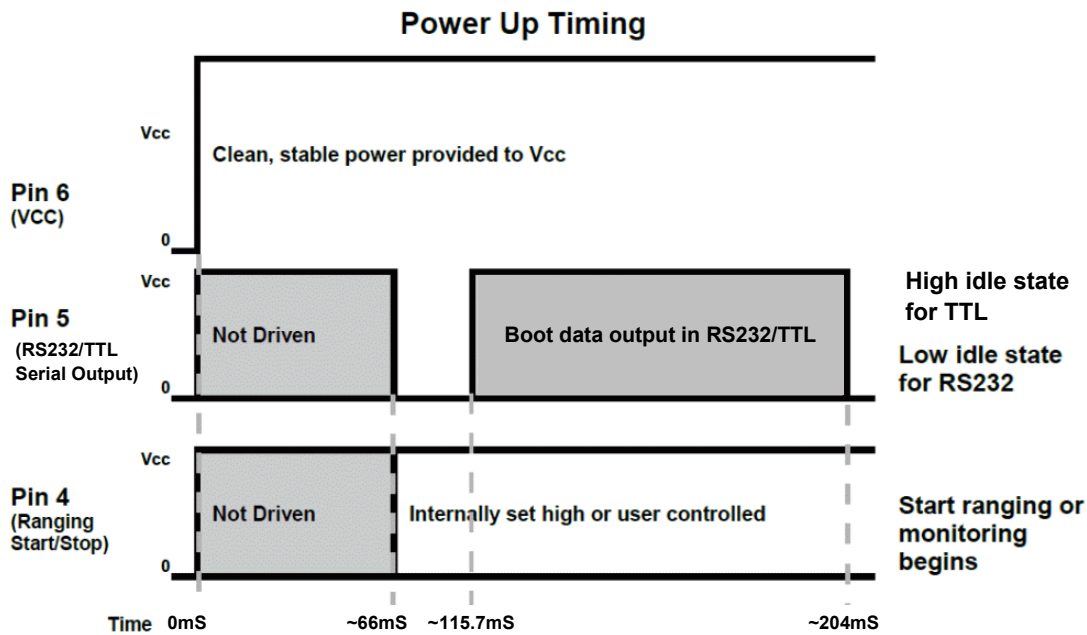 Power Up Timing
Vcc
Clean, stable power provided to Vcc
Pin 6
(VCC)
0
Vcc
High idle state
for TTL
Pin 5
(RS232/TTL
Serial Output)
Not Driven
Boot data output in RS232/TTL
Low idle state
for RS232
0
Vcc
Pin 4
(Ranging
Start/Stop)
Not Driven
Internally set high or user controlled
Start ranging or
monitoring
begins
0
Time 0mS ~66mS ~115.7mS ~204mS